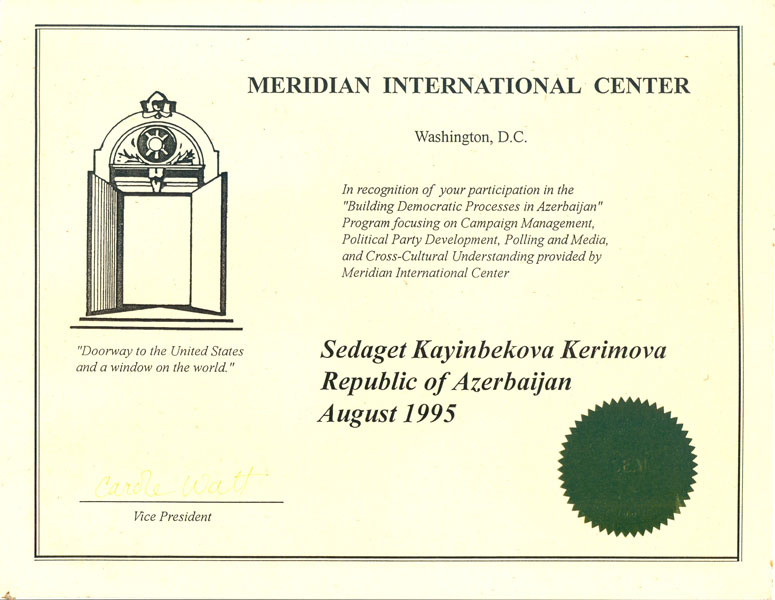 MERIDIAN INTERNATIONAL CENTER
Washington, D.C.
In recognition of your participation in the
"Building Democratic Processes in Azerbaijan"
Program focusing on Campaign Management,
Political Party Development, Polling and Media,
and Cross-Cultural Understanding provided by
Meridian International Center
"Doorway to the United States
and a window on the world."
Sedaget Kayinbekova Kerimova
Republic of Azerbaijan
August 1995
Carole Watt
Vice President